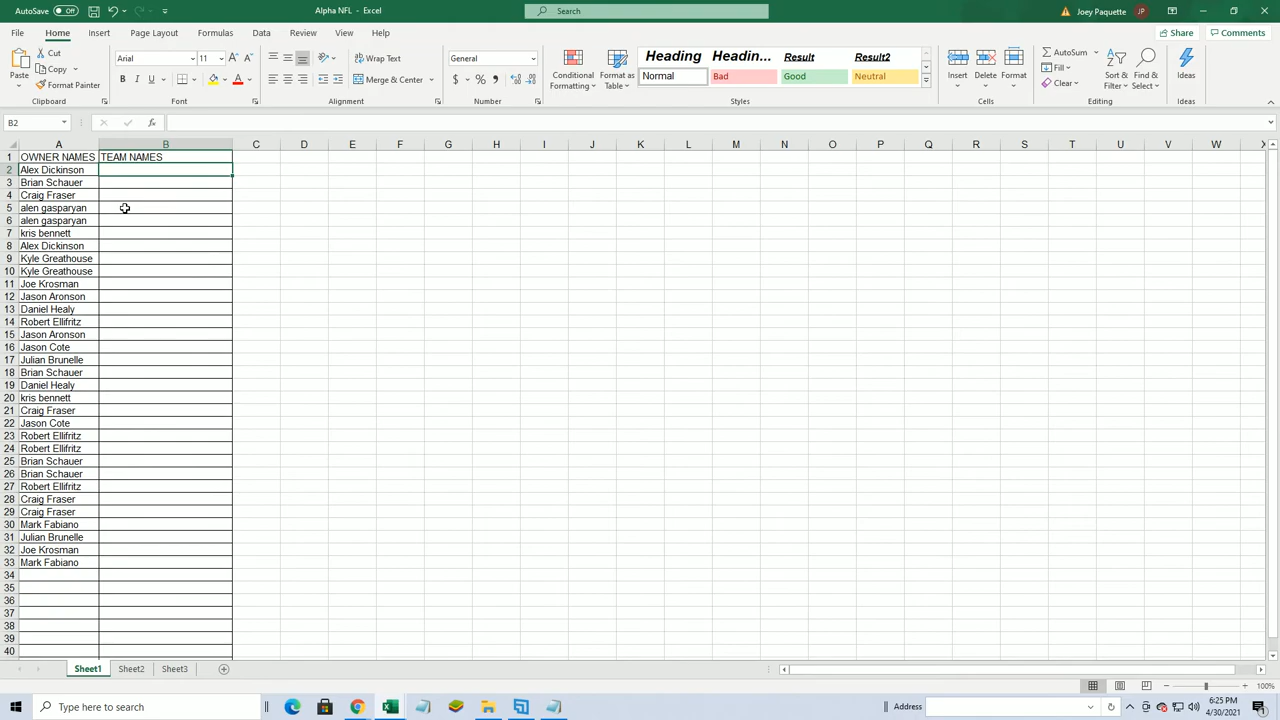 AutoSave Off
Alpha NFL - Excel
Search
Joey Paquette JP
File Home Insert Page Layout Formulas Data Review View Help
Share Comments
Paste Cut Copy Format Painter
Arial 11 A A
B I U A
Wrap Text
Merge & Center
General
$ % 9
Conditional Formatting Format as Table
Heading Headin... Result Result2
Normal Bad Good Neutral
Insert Delete Format
AutoSum Fill Clear
Sort & Filter Find & Select
Ideas
Clipboard Font Alignment Number Styles Cells Editing Ideas
B2 fx
A B C D E F G H I J K L M N O P Q R S T U V W X
1 OWNER NAMES TEAM NAMES
2 Alex Dickinson
3 Brian Schauer
4 Craig Fraser
5 alen gasparyan
6 alen gasparyan
7 kris bennett
8 Alex Dickinson
9 Kyle Greathouse
10 Kyle Greathouse
11 Joe Krosman
12 Jason Aronson
13 Daniel Healy
14 Robert Ellifritz
15 Jason Aronson
16 Jason Cote
17 Julian Brunelle
18 Brian Schauer
19 Daniel Healy
20 kris bennett
21 Craig Fraser
22 Jason Cote
23 Robert Ellifritz
24 Robert Ellifritz
25 Brian Schauer
26 Brian Schauer
27 Robert Ellifritz
28 Craig Fraser
29 Craig Fraser
30 Mark Fabiano
31 Julian Brunelle
32 Joe Krosman
33 Mark Fabiano
34
35
36
37
38
39
40
Sheet1 Sheet2 Sheet3
100%
Type here to search
Address
6:25 PM
4/30/2021